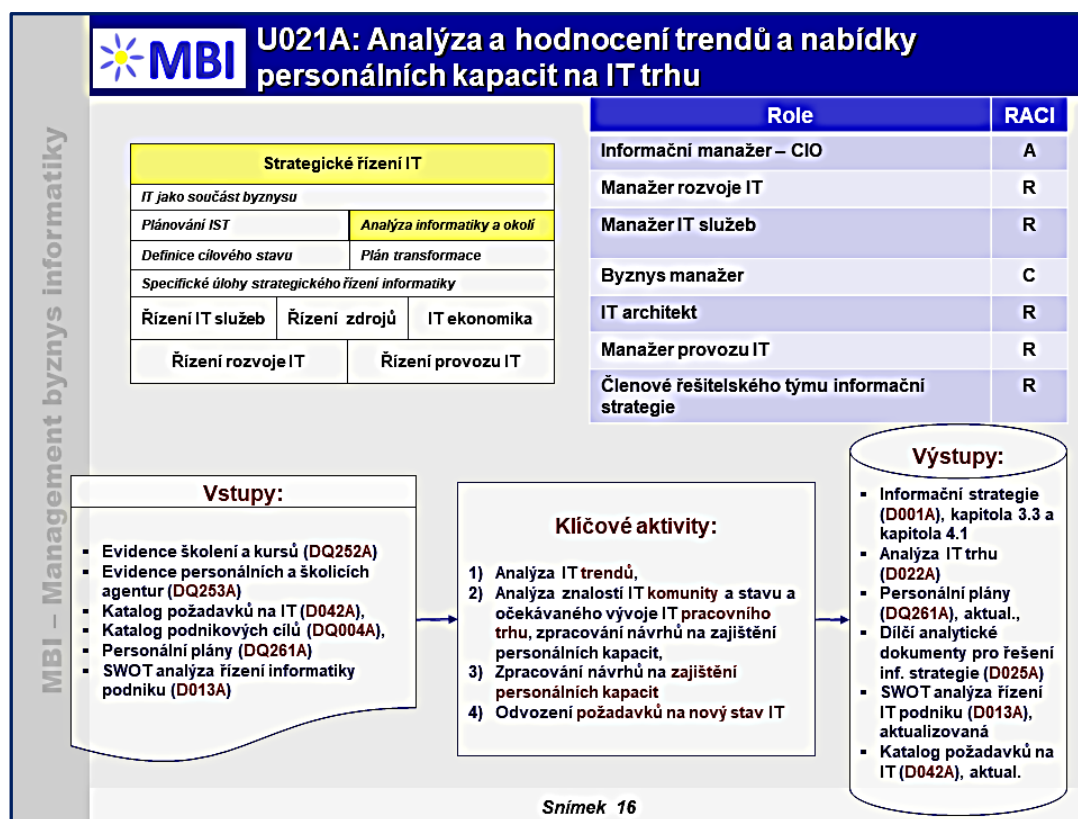 MBI
U021A: Analýza a hodnocení trendů a nabídky
personálních kapacit na IT trhu
MBI – Management byznys informatiky
Strategické řízení IT
IT jako součást byznysu
Plánování IST
Analýza informatiky a okolí
Definice cílového stavu
Plán transformace
Specifické úlohy strategického řízení informatiky
Řízení IT služeb
Řízení zdrojů
IT ekonomika
Řízení rozvoje IT
Řízení provozu IT
Role RACI
Informační manažer – CIO A
Manažer rozvoje IT R
Manažer IT služeb R
Byznys manažer C
IT architekt R
Manažer provozu IT R
Členové řešitelského týmu informační
strategie R
Vstupy:
▪ Evidence školení a kursů (DQ252A)
▪ Evidence personálních a školicích
agentur (DQ253A)
▪ Katalog požadavků na IT (D042A),
▪ Katalog podnikových cílů (DQ004A),
▪ Personální plány (DQ261A)
▪ SWOT analýza řízení informatiky
podniku (D013A)
Klíčové aktivity:
1) Analýza IT trendů,
2) Analýza znalostí IT komunity a stavu a
očekávaného vývoje IT pracovního
trhu, zpracování návrhů na zajištění
personálních kapacit,
3) Zpracování návrhů na zajištění
personálních kapacit
4) Odvození požadavků na nový stav IT
Výstupy:
▪ Informační strategie
(D001A), kapitola 3.3 a
kapitola 4.1
▪ Analýza IT trhu
(D022A)
▪ Personální plány
(DQ261A), aktual.,
▪ Dílčí analytické
dokumenty pro řešení
inf. strategie (D025A)
▪ SWOT analýza řízení
IT podniku (D013A),
aktualizovaná
▪ Katalog požadavků na
IT (D042A), aktual.
Snímek 16